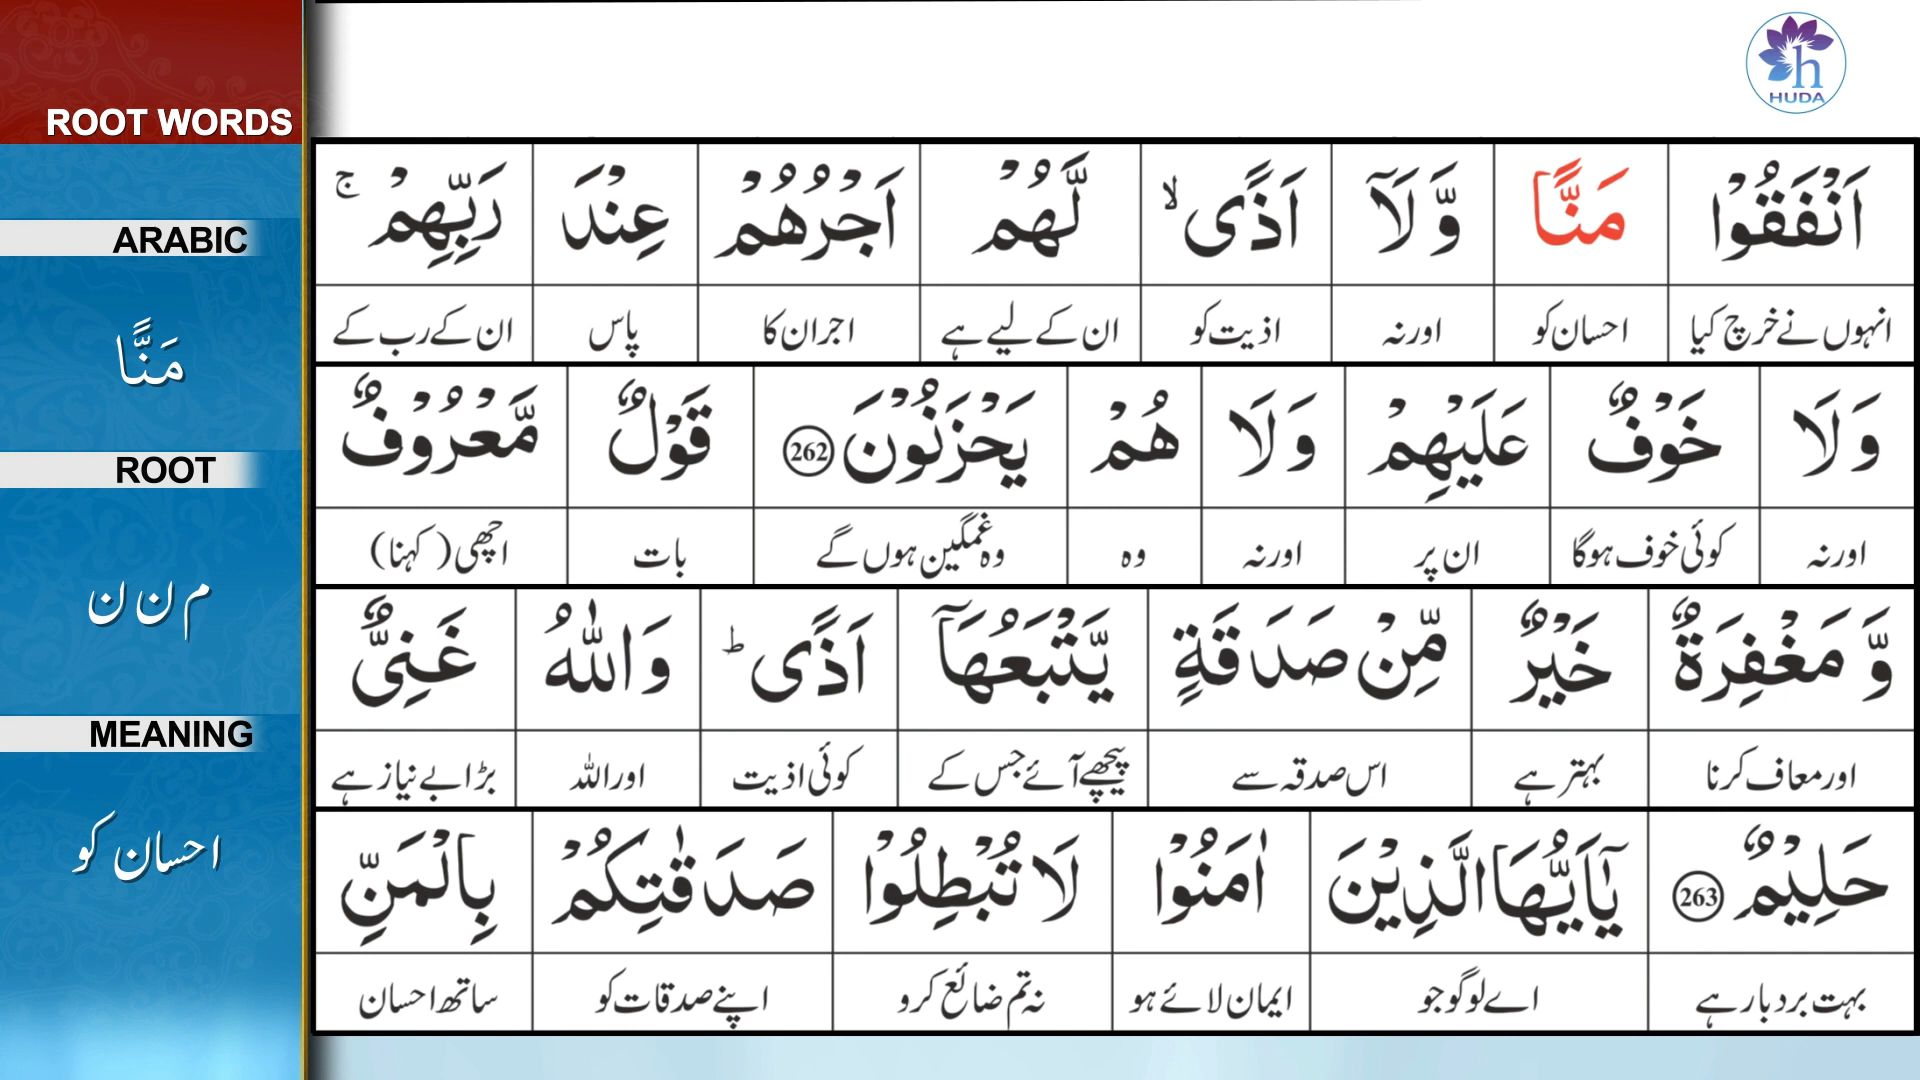 ROOT WORDS
ARABIC
مَنًّا
ROOT
م ن ن
MEANING
احسان کو
HUDA
اَنْفَقُوْا مَنًّا وَّلَآ اَذًی ۙ لَّهُمْ اَجْرُهُمْ عِنْدَ رَبِّهِمْ ۚ
انہوں نے خرچ کیا احسان کو اور نہ اذیت کو ان کے لیے ہے اجر ان کا پاس ان کے رب کے
وَلَا خَوْفٌ عَلَیْهِمْ وَلَا هُمْ یَحْزَنُوْنَ 262 قَوْلٌ مَّعْرُوْفٌ
اور نہ کوئی خوف ہوگا ان پر اور نہ وہ وہ غمگین ہوں گے بات اچھی (کہنا)
وَّ مَغْفِرَةٌ خَیْرٌ مِّنْ صَدَقَةٍ یَّتْبَعُهَاۤ اَذًی ؕ وَاللّٰهُ غَنِیٌّ
اور معاف کرنا بہتر ہے اس صدقہ سے پیچھے آئے جس کے کوئی اذیت اور اللہ بڑا بے نیاز ہے
حَلِیْمٌ 263 یٰۤاَیُّهَا الَّذِیْنَ اٰمَنُوْا لَا تُبْطِلُوْا صَدَقٰتِكُمْ بِالْمَنِّ
بہت بردبار ہے اے لوگو جو ایمان لائے ہو نہ تم ضائع کرو اپنے صدقات کو ساتھ احسان